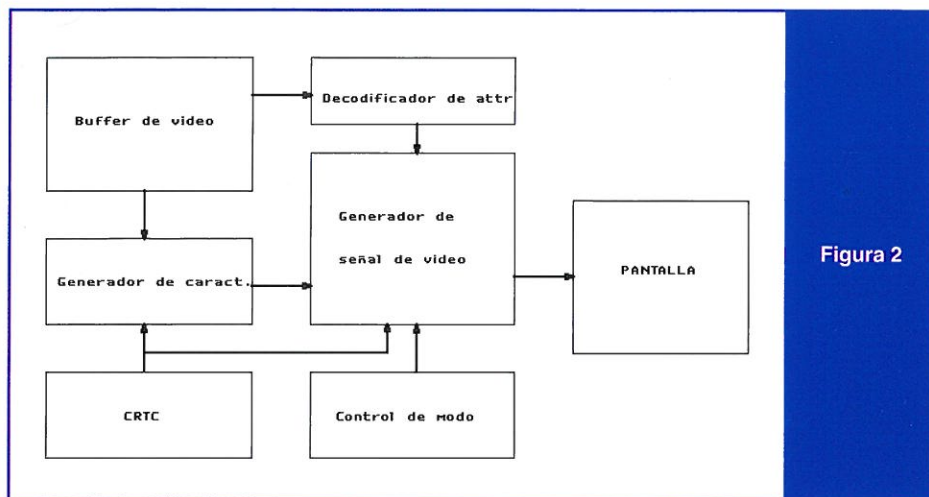 Buffer de video
Decodificador de attr
Generador de
señal de video
Generador de caract.
PANTALLA
CRTC
Control de modo
Figura 2